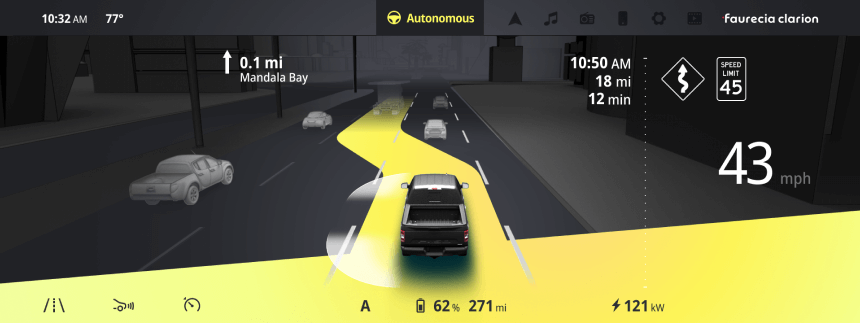 10:32 AM
77°
Autonomous
faurecia clarion
0.1 mi
Mandala Bay
10:50 AM
18 mi
12 min
SPEED
LIMIT
45
43 mph
A
62 %
271 mi
121 kW